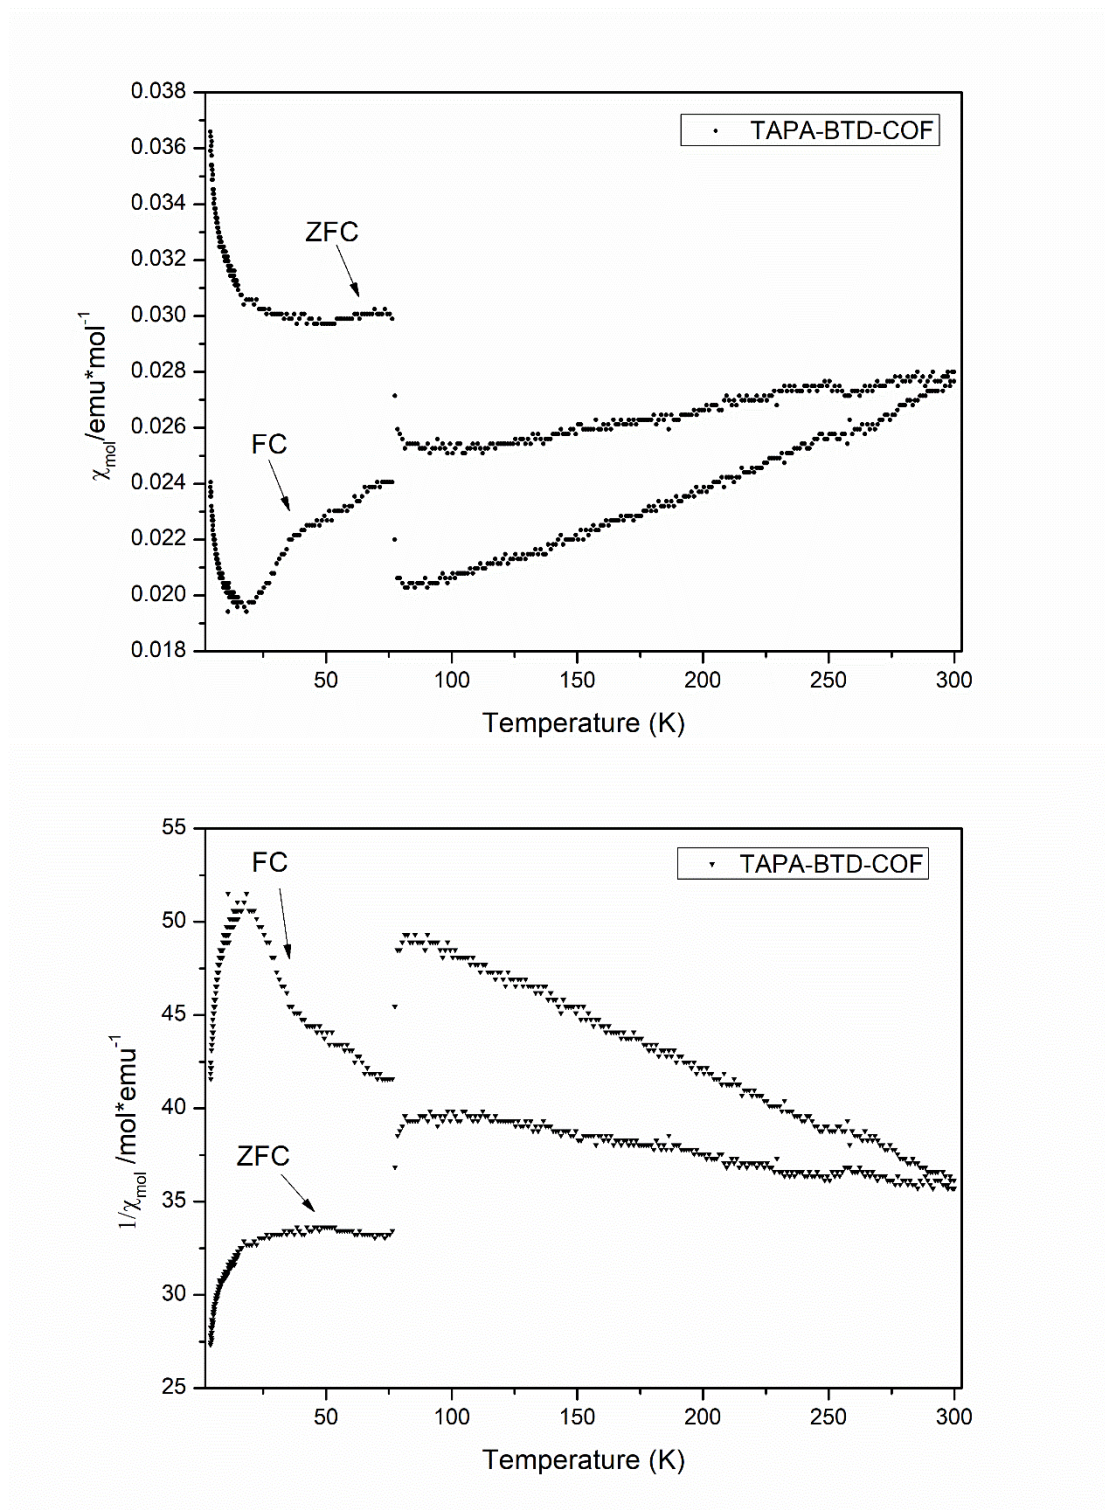 0.038
TAPA-BTD-COF
0.036
0.034
ZFC
0.032
0.030
χmol/emu*mol-1
0.028
0.026
FC
0.024
0.022
0.020
0.018
50 100 150 200 250 300
Temperature (K)
55
FC
TAPA-BTD-COF
50
45
1/χmol /mol*emu-1
40
ZFC
35
30
25
50 100 150 200 250 300
Temperature (K)